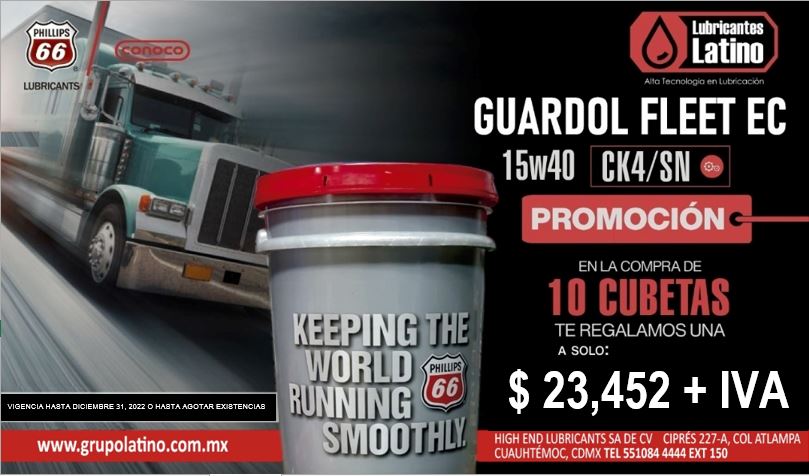 PHILLIPS
66
LUBRICANTS
conoco
Lubricantes
Latino
Alta Tecnología en Lubricación
GUARDOL FLEET EC
15w40 CK4/SN
PROMOCIÓN
EN LA COMPRA DE
10 CUBETAS
TE REGALAMOS UNA
A SOLO:
$ 23,452 + IVA
KEEPING THE
WORLD
RUNNING
SMOOTHLY.
PHILLIPS
66
VIGENCIA HASTA DICIEMBRE 31, 2022 O HASTA AGOTAR EXISTENCIAS
www.grupolatino.com.mx
HIGH END LUBRICANTS SA DE CV CIPRÉS 227-A, COL ATLAMPA
CUAUHTÉMOC, CDMX TEL 551084 4444 EXT 150